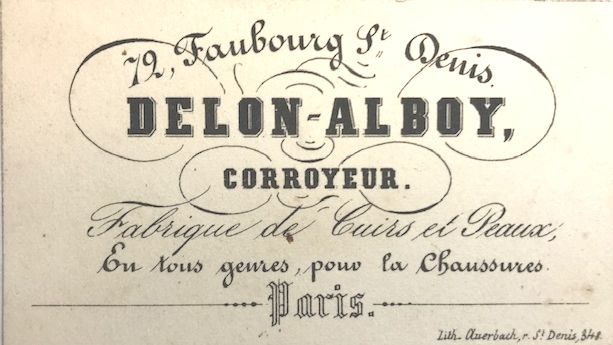 72, Faubourg St Denis.
DELON-ALBOY,
CORROYEUR.
Fabrique de Cuirs et Peaux,
En tous genres, pour la Chaussures.
Paris.
Lith. Auerbach, r. St Denis, 348.